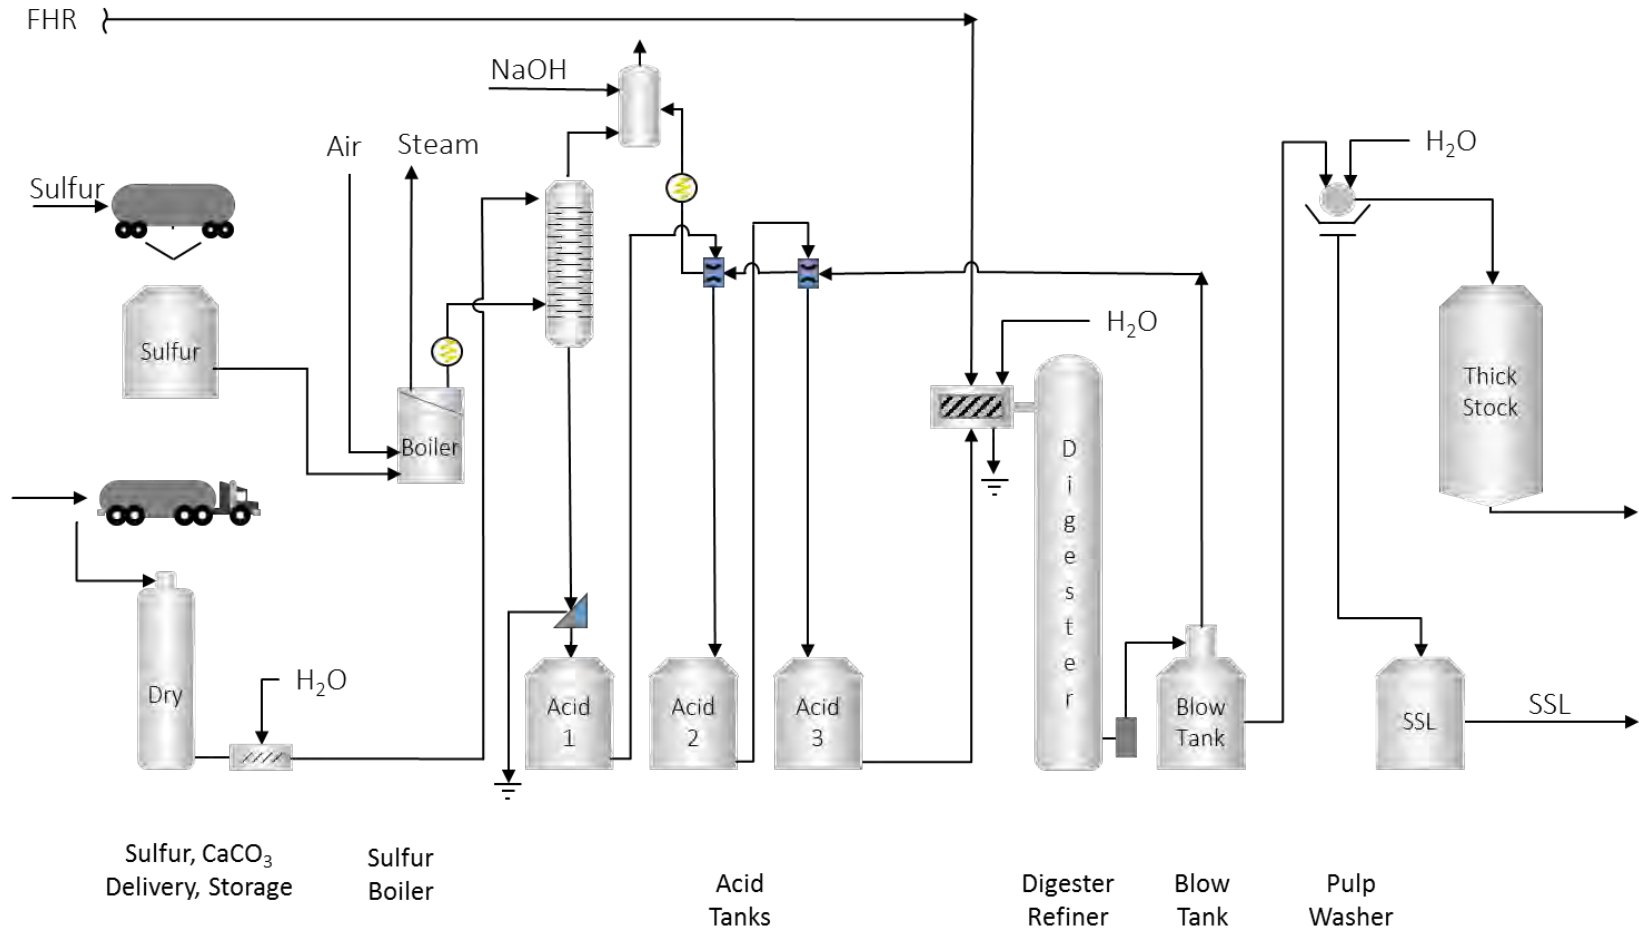 FHR
NaOH
Air
Steam
H₂O
Sulfur
H₂O
Sulfur
Boiler
Thick
Stock
D
i
g
e
s
t
e
r
H₂O
Dry
Acid
1
Acid
2
Acid
3
Blow
Tank
SSL
SSL
Sulfur, CaCO₃
Delivery, Storage
Sulfur
Boiler
Acid
Tanks
Digester
Refiner
Blow
Tank
Pulp
Washer